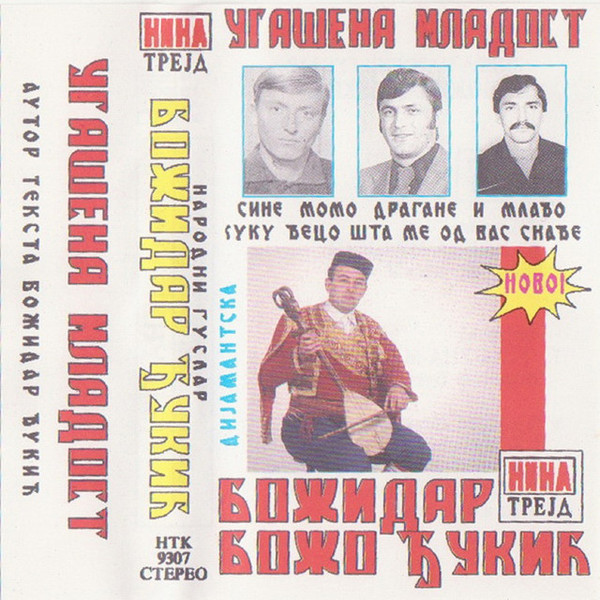 НИНА
ТРЕЈД
БОЖИДАР ЂУКИЋ
НАРОДНИ ГУСЛАР
УГАШЕНА МЛАДОСТ
АУТОР ТЕКСТА БОЖИДАР ЂУКИЋ
НТК
9307
СТЕРЕО
УГАШЕНА МЛАДОСТ
СИНЕ МОМО ДРАГАНЕ И МЛАЂО
КУКУ ЂЕЦО ШТА МЕ ОД ВАС СНАЂЕ
ДИЈАМАНТСКА
НОВО!
НИНА
ТРЕЈД
БОЖИДАР
БОЖО ЂУКИЋ